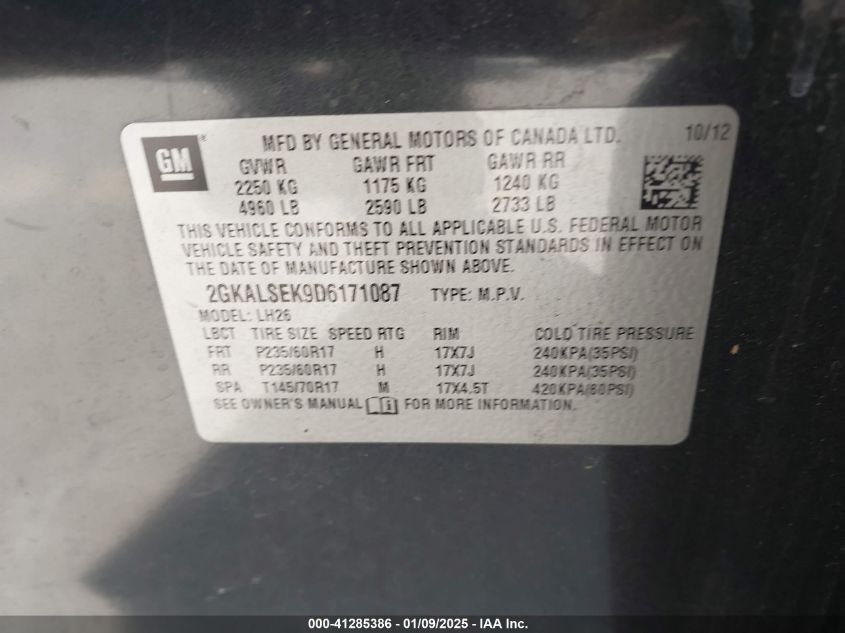 GM ® MFD BY GENERAL MOTORS OF CANADA LTD. 10/12
GVWR GAWR FRT GAWR RR
2250 KG 1175 KG 1240 KG
4960 LB 2590 LB 2733 LB
THIS VEHICLE CONFORMS TO ALL APPLICABLE U.S. FEDERAL MOTOR
VEHICLE SAFETY AND THEFT PREVENTION STANDARDS IN EFFECT ON
THE DATE OF MANUFACTURE SHOWN ABOVE.
2GKALSEK9D6171087 TYPE: M.P.V.
MODEL: LH26
LBCT TIRE SIZE SPEED RTG RIM COLD TIRE PRESSURE
FRT P235/60R17 H 17X7J 240KPA(35PSI)
RR P235/60R17 H 17X7J 240KPA(35PSI)
SPA T145/70R17 M 17X4.5T 420KPA(60PSI)
SEE OWNER'S MANUAL FOR MORE INFORMATION.
000-41285386 - 01/09/2025 - IAA Inc.